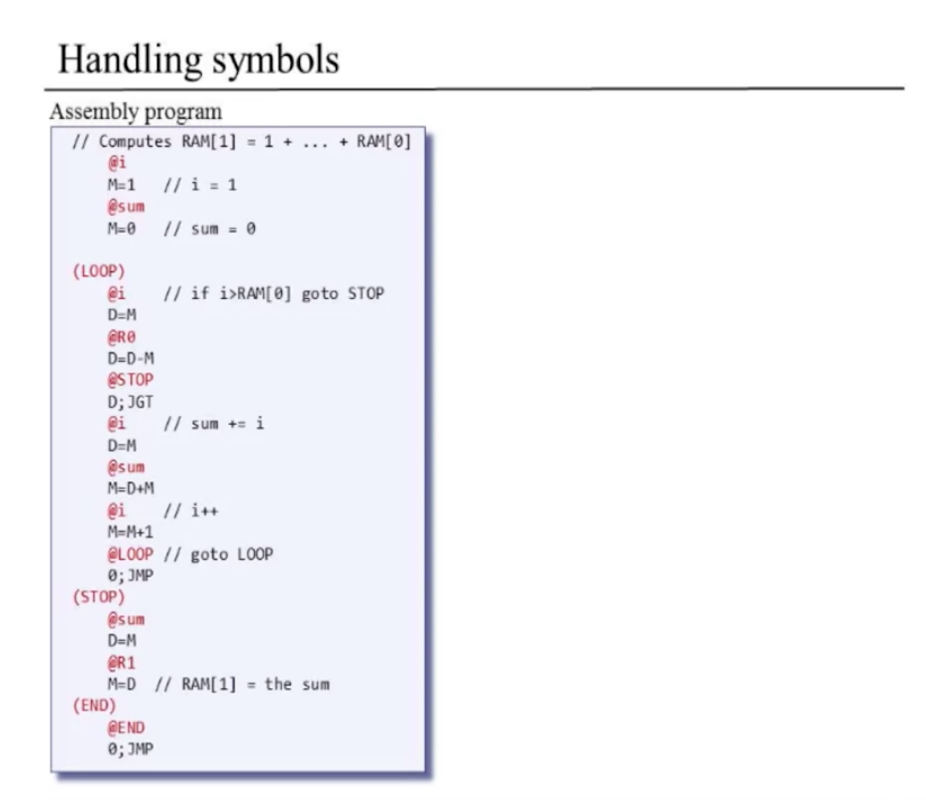 Handling symbols
Assembly program
// Computes RAM[1] = 1 + ... + RAM[0]
@i
M=1 // i = 1
@sum
M=0 // sum = 0
(LOOP)
@i // if i>RAM[0] goto STOP
D=M
@R0
D=D-M
@STOP
D;JGT
@i // sum += i
D=M
@sum
M=D+M
@i // i++
M=M+1
@LOOP // goto LOOP
0;JMP
(STOP)
@sum
D=M
@R1
M=D // RAM[1] = the sum
(END)
@END
0;JMP